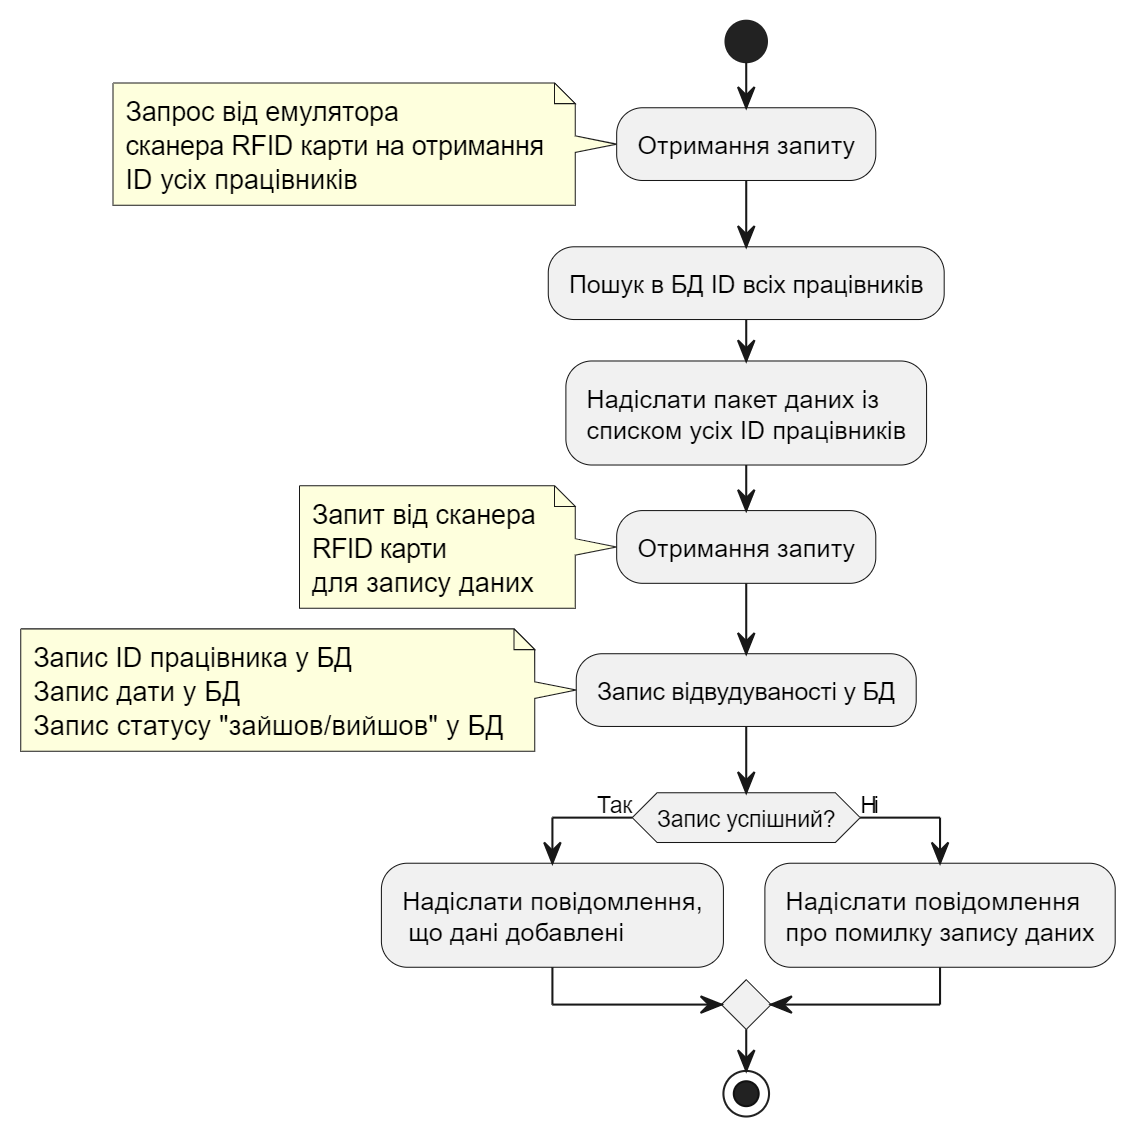 Запрос від емулятора
сканера RFID карти на отримання
ID усіх працівників
Отримання запиту
Пошук в БД ID всіх працівників
Надіслати пакет даних із
списком усіх ID працівників
Запит від сканера
RFID карти
для запису даних
Отримання запиту
Запис ID працівника у БД
Запис дати у БД
Запис статусу "зайшов/вийшов" у БД
Запис відвудуваності у БД
Так
Запис успішний?
Ні
Надіслати повідомлення,
що дані добавлені
Надіслати повідомлення
про помилку запису даних